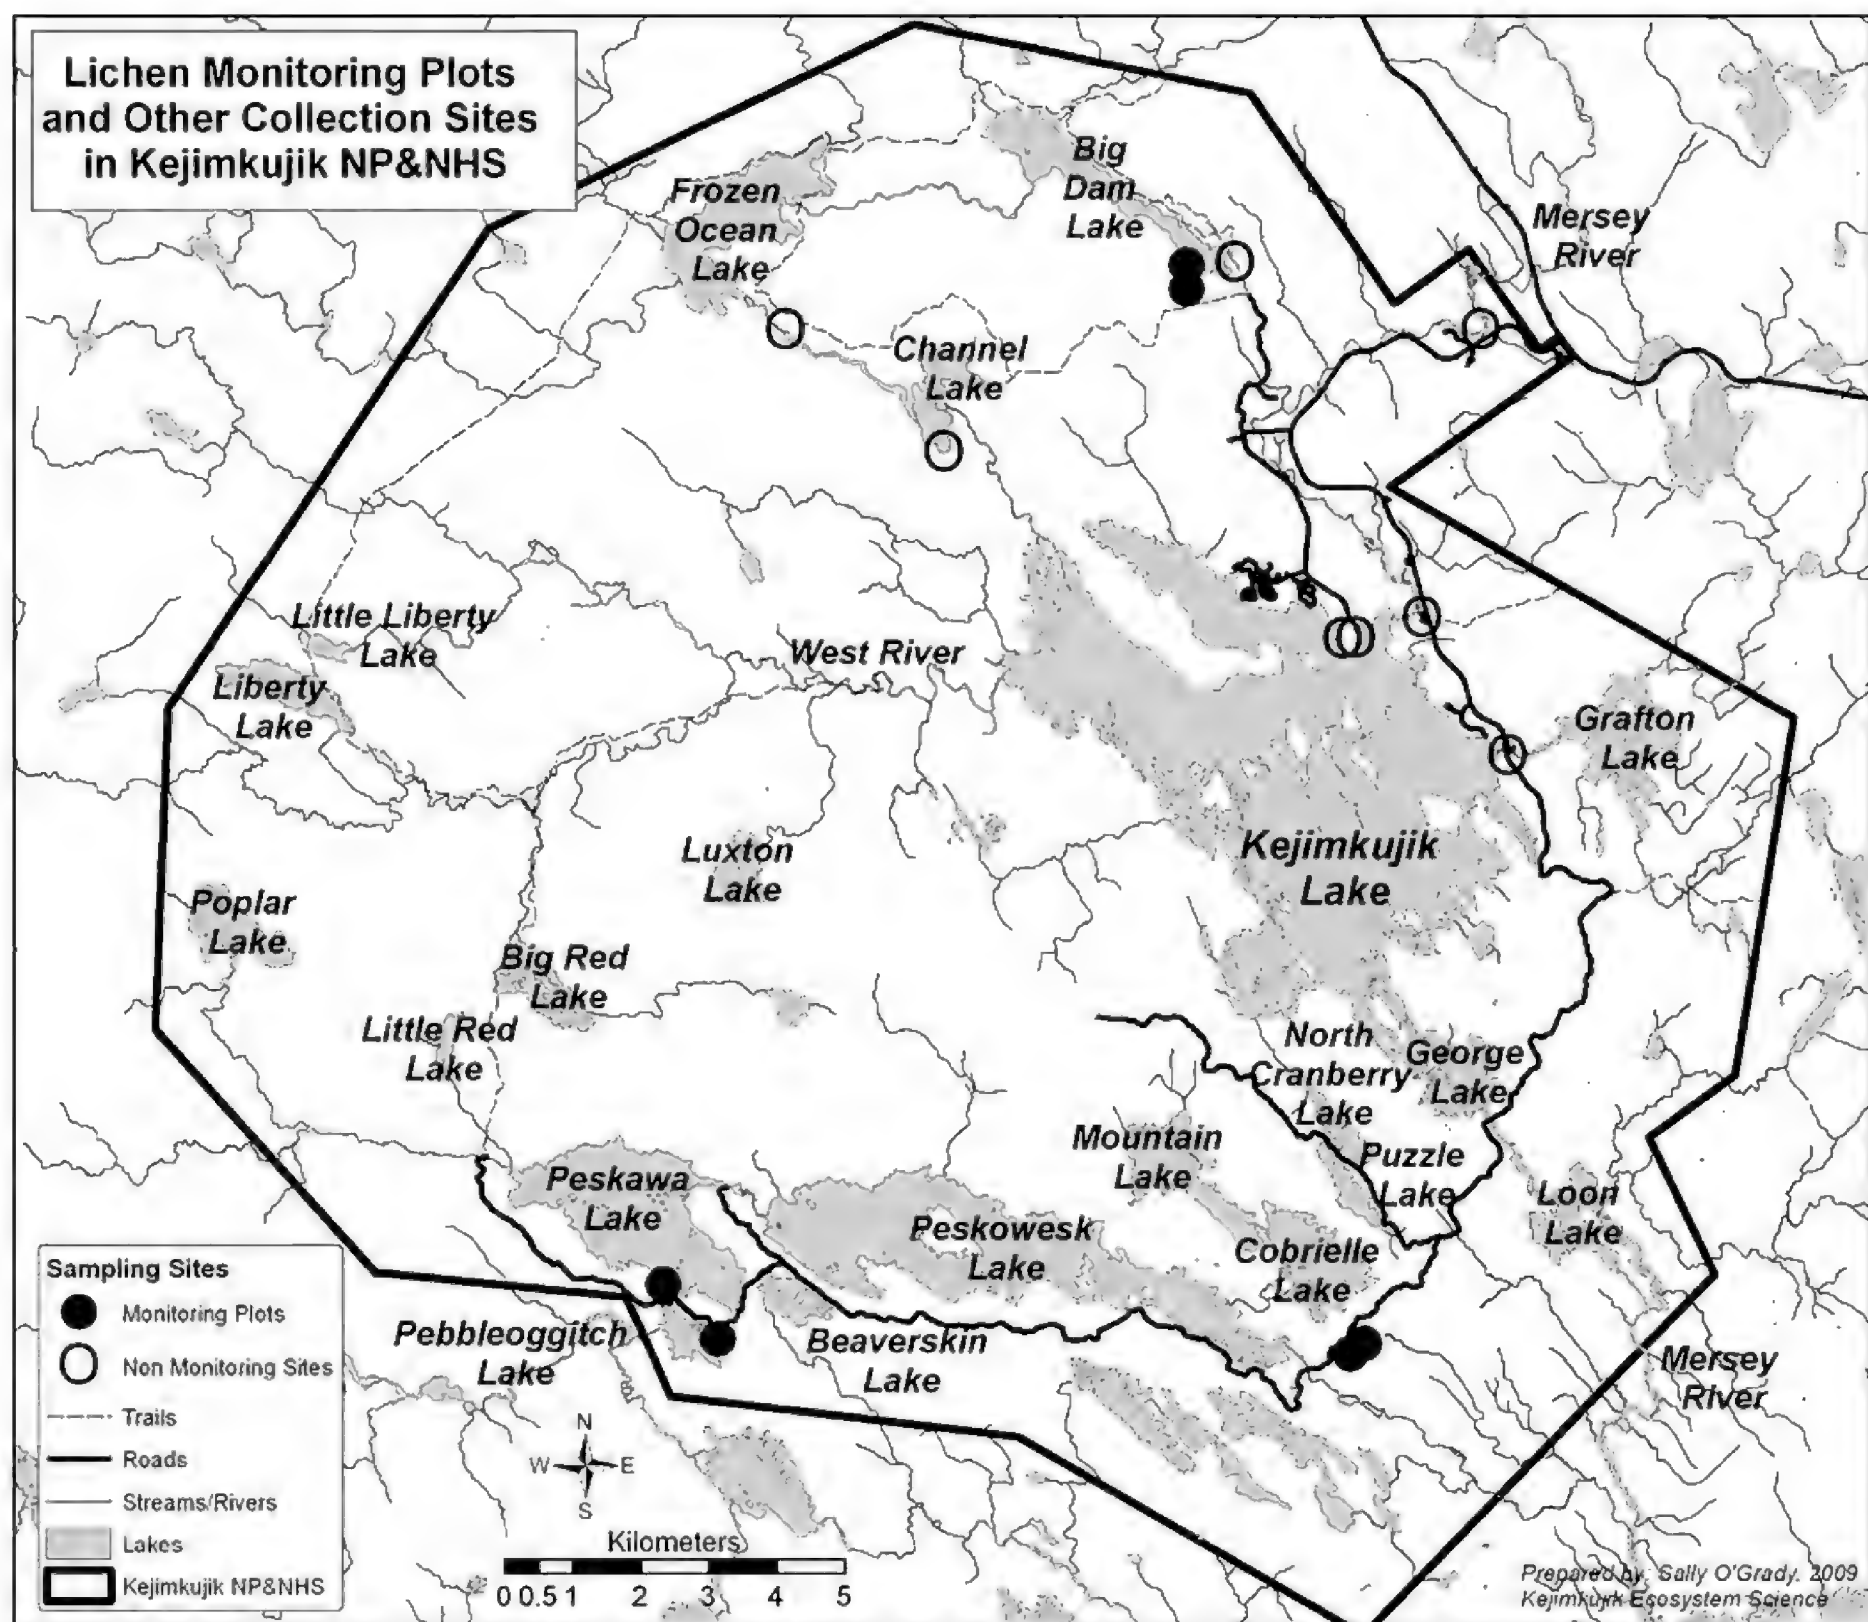 Lichen Monitoring Plots
and Other Collection Sites
in Kejimkujik NP&NHS
Big
Dam
Lake
Frozen
Ocean
Lake
Mersey
River
Channel
Lake
Little Liberty
Lake
West River
Liberty
Lake
Grafton
Lake
Luxton
Lake
Kejimkujik
Lake
Poplar
Lake
Big Red
Lake
Little Red
Lake
North
Cranberry
Lake
George
Lake
Mountain
Lake
Puzzle
Lake
Peskawa
Lake
Loon
Lake
Peskowesk
Lake
Cobrielle
Lake
Pebbleoggitch
Lake
Beaverskin
Lake
Mersey
River
Sampling Sites
Monitoring Plots
Non Monitoring Sites
Trails
Roads
Streams/Rivers
Lakes
Kejimkujik NP&NHS
N
W E
S
Kilometers
0 0.5 1 2 3 4 5
Prepared by: Sally O'Grady. 2009
Kejimkujik Ecosystem Science